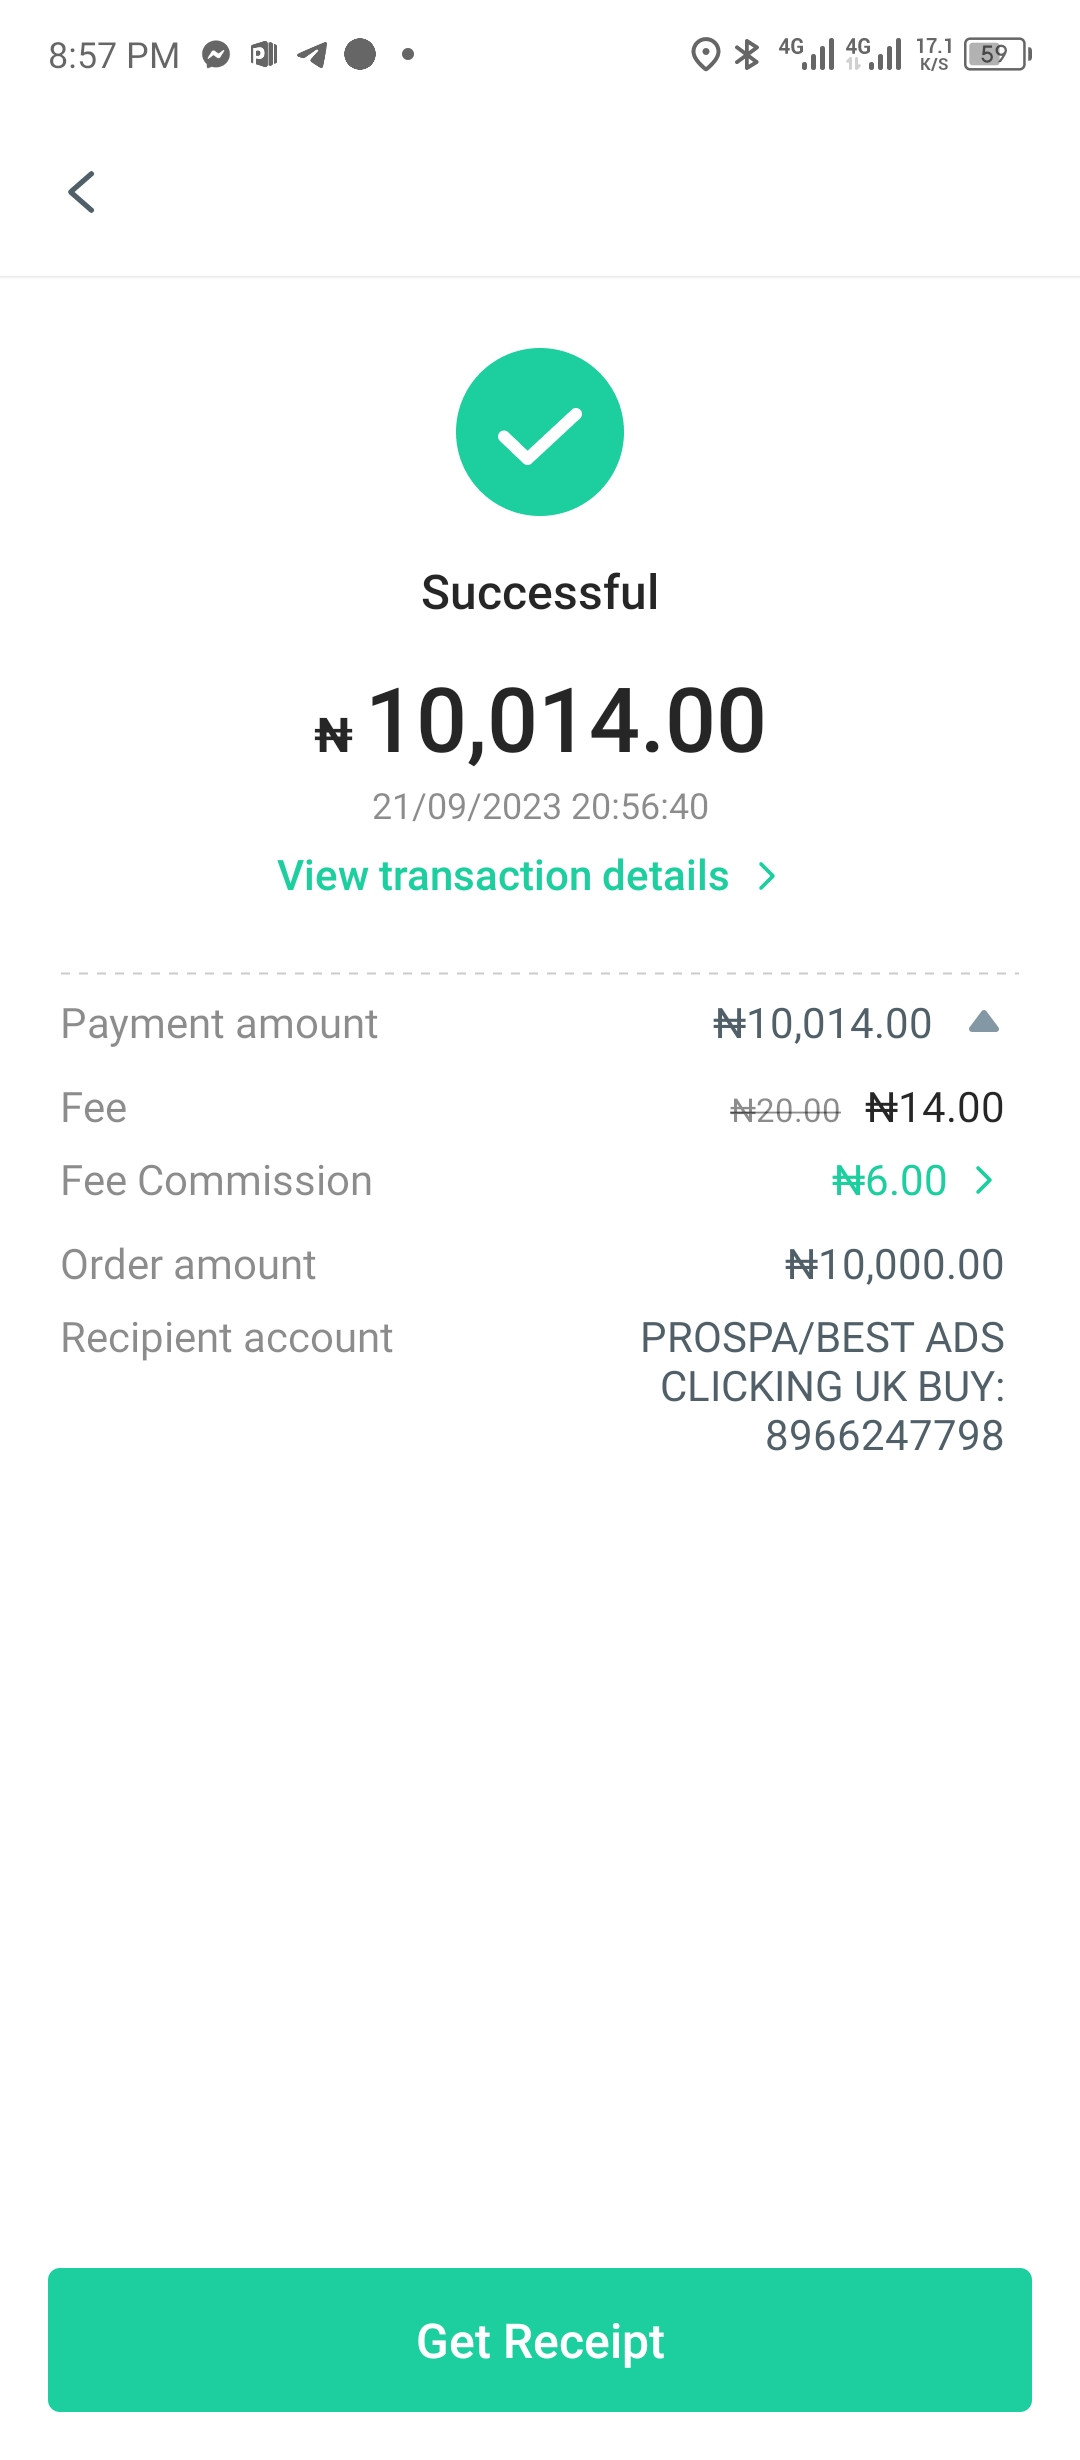 8:57 PM 4G 4G 17.1 K/S 59
Successful
₦10,014.00
21/09/2023 20:56:40
View transaction details
Payment amount ₦10,014.00
Fee ₦20.00 ₦14.00
Fee Commission ₦6.00
Order amount ₦10,000.00
Recipient account PROSPA/BEST ADS
CLICKING UK BUY:
8966247798
Get Receipt